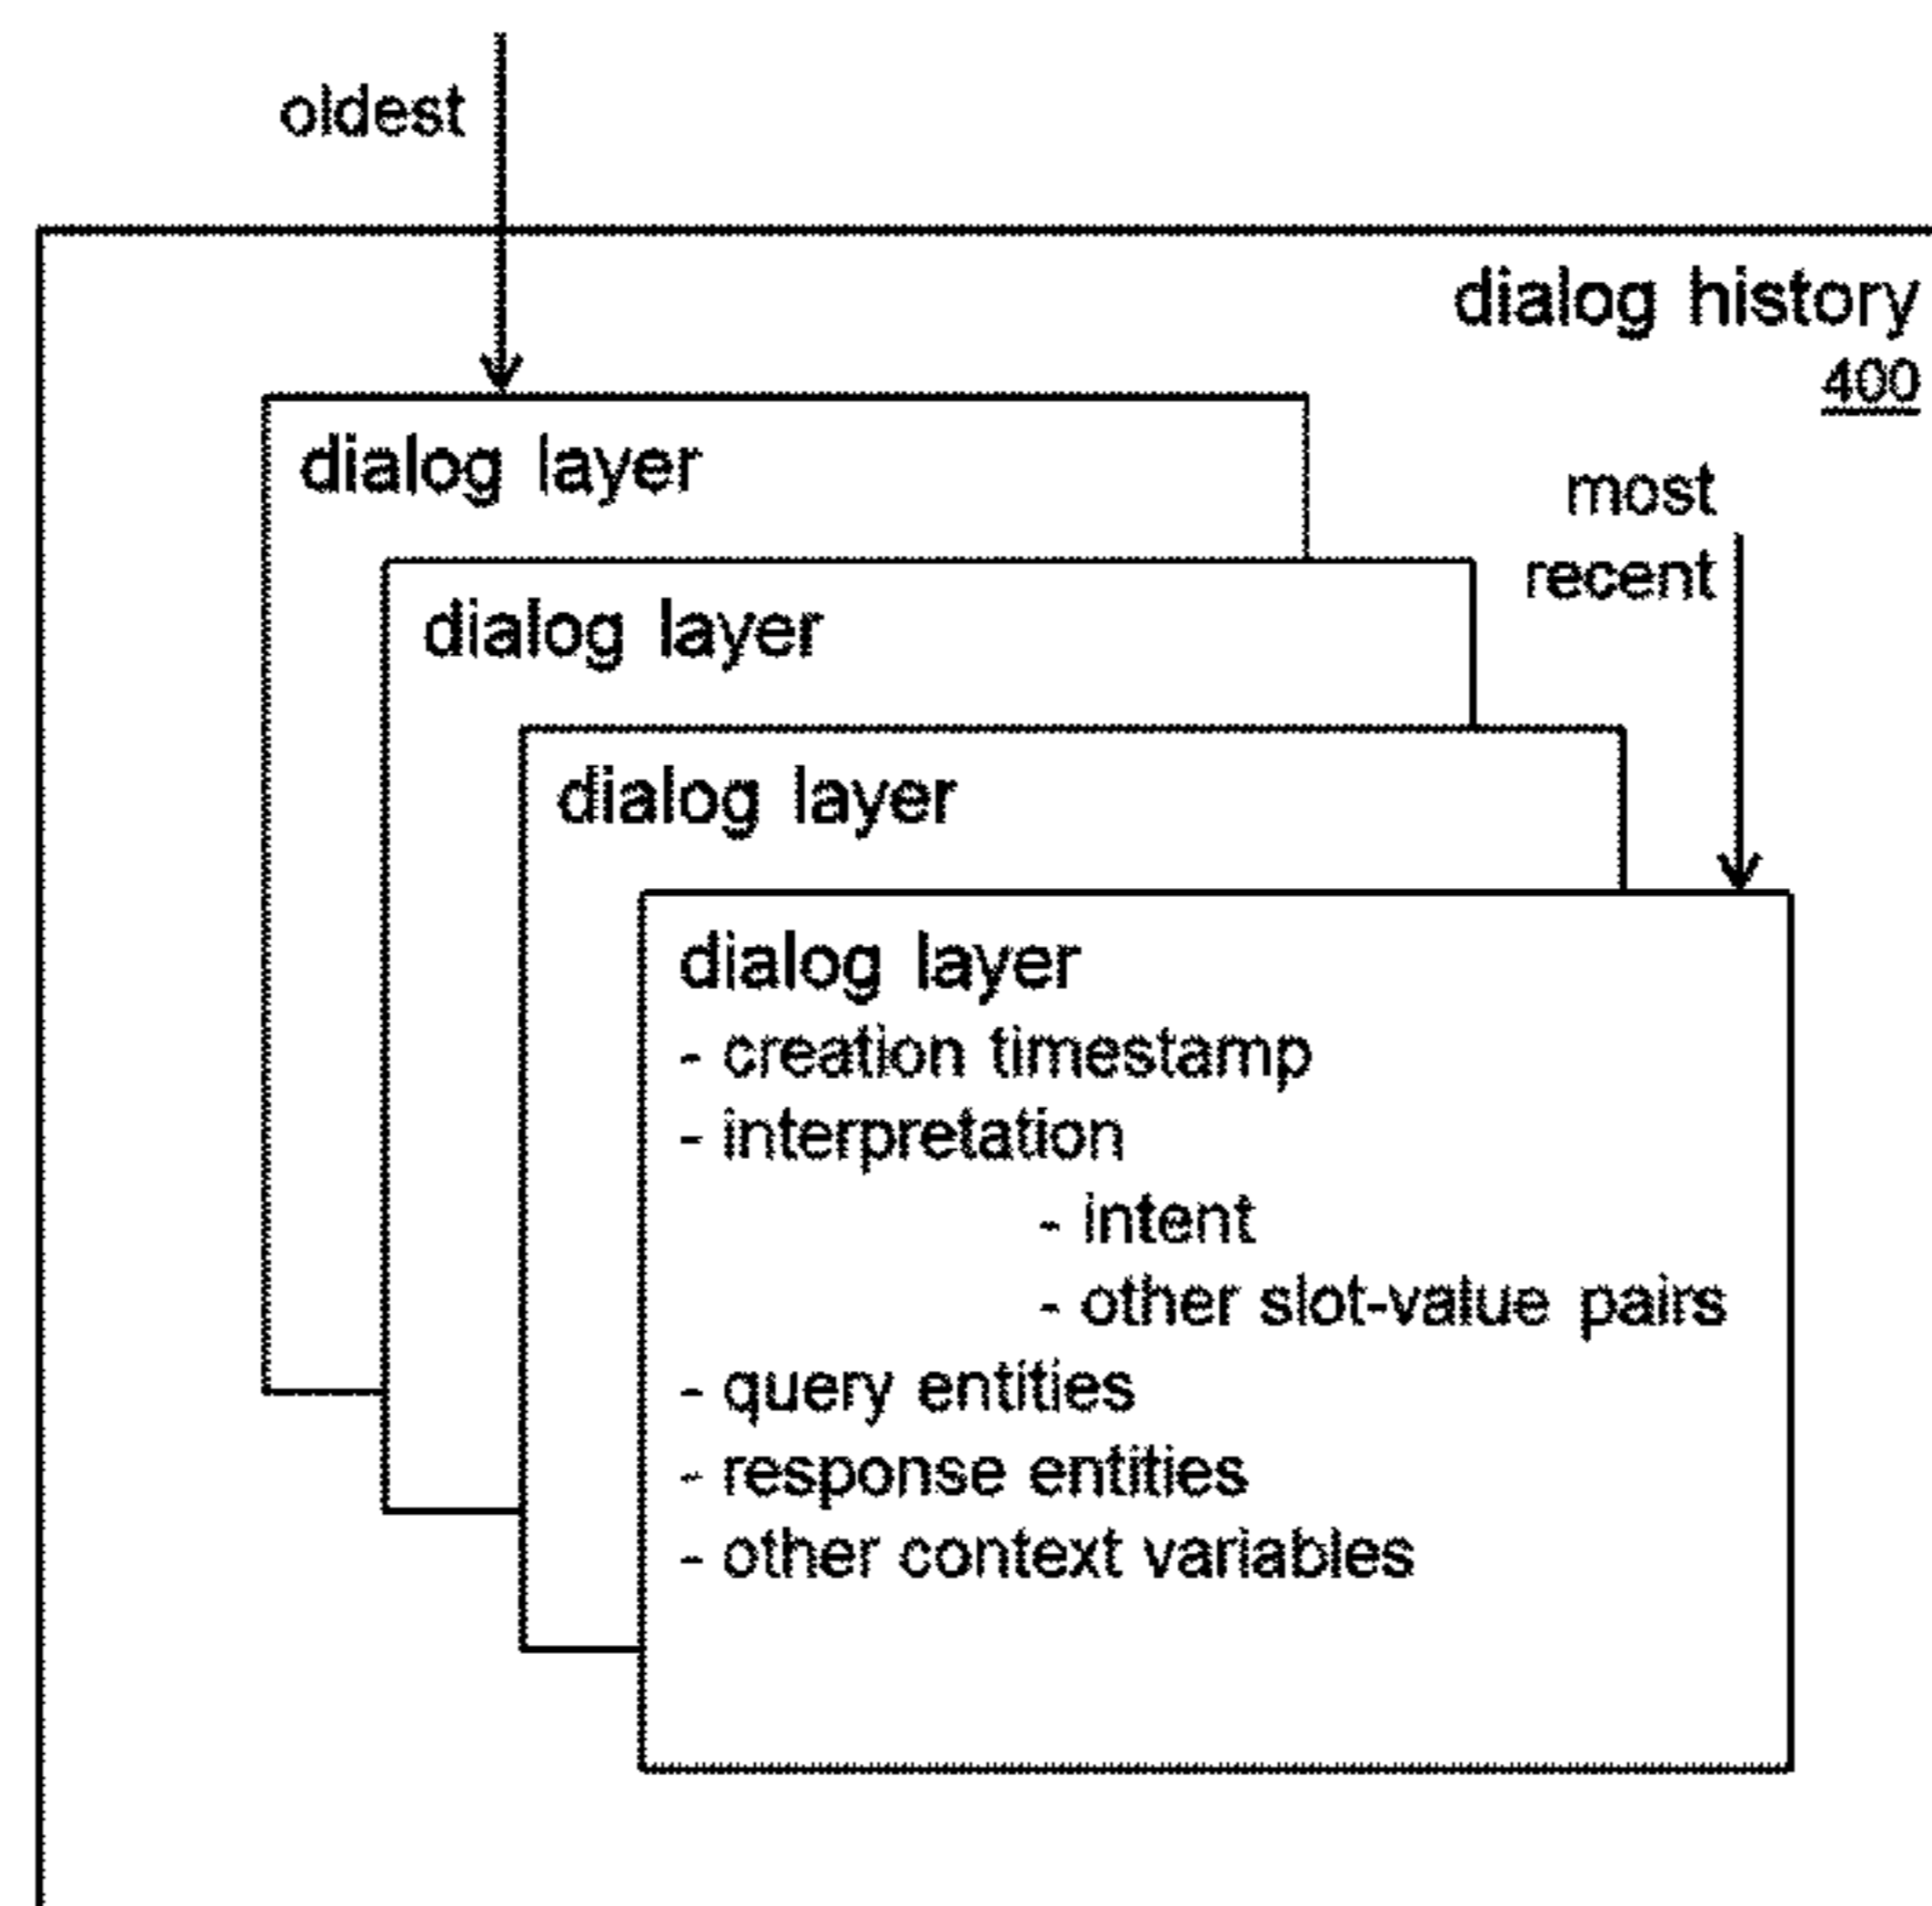 oldest
dialog history
400
dialog layer
most
recent
dialog layer
dialog layer
dialog layer
- creation timestamp
- interpretation
- intent
- other slot-value pairs
- query entities
- response entities
- other context variables